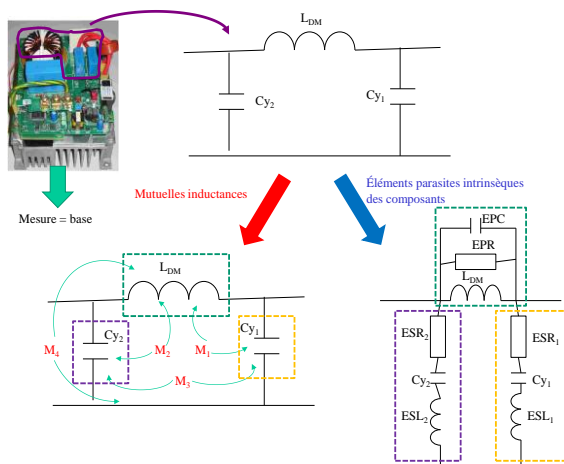 L_DM
Cy₂
Cy₁
Mutuelles inductances
Éléments parasites intrinsèques
des composants
Mesure = base
EPC
EPR
L_DM
L_DM
Cy₂
Cy₁
M₄
M₂
M₁
M₃
ESR₂
ESR₁
Cy₂
Cy₁
ESL₂
ESL₁